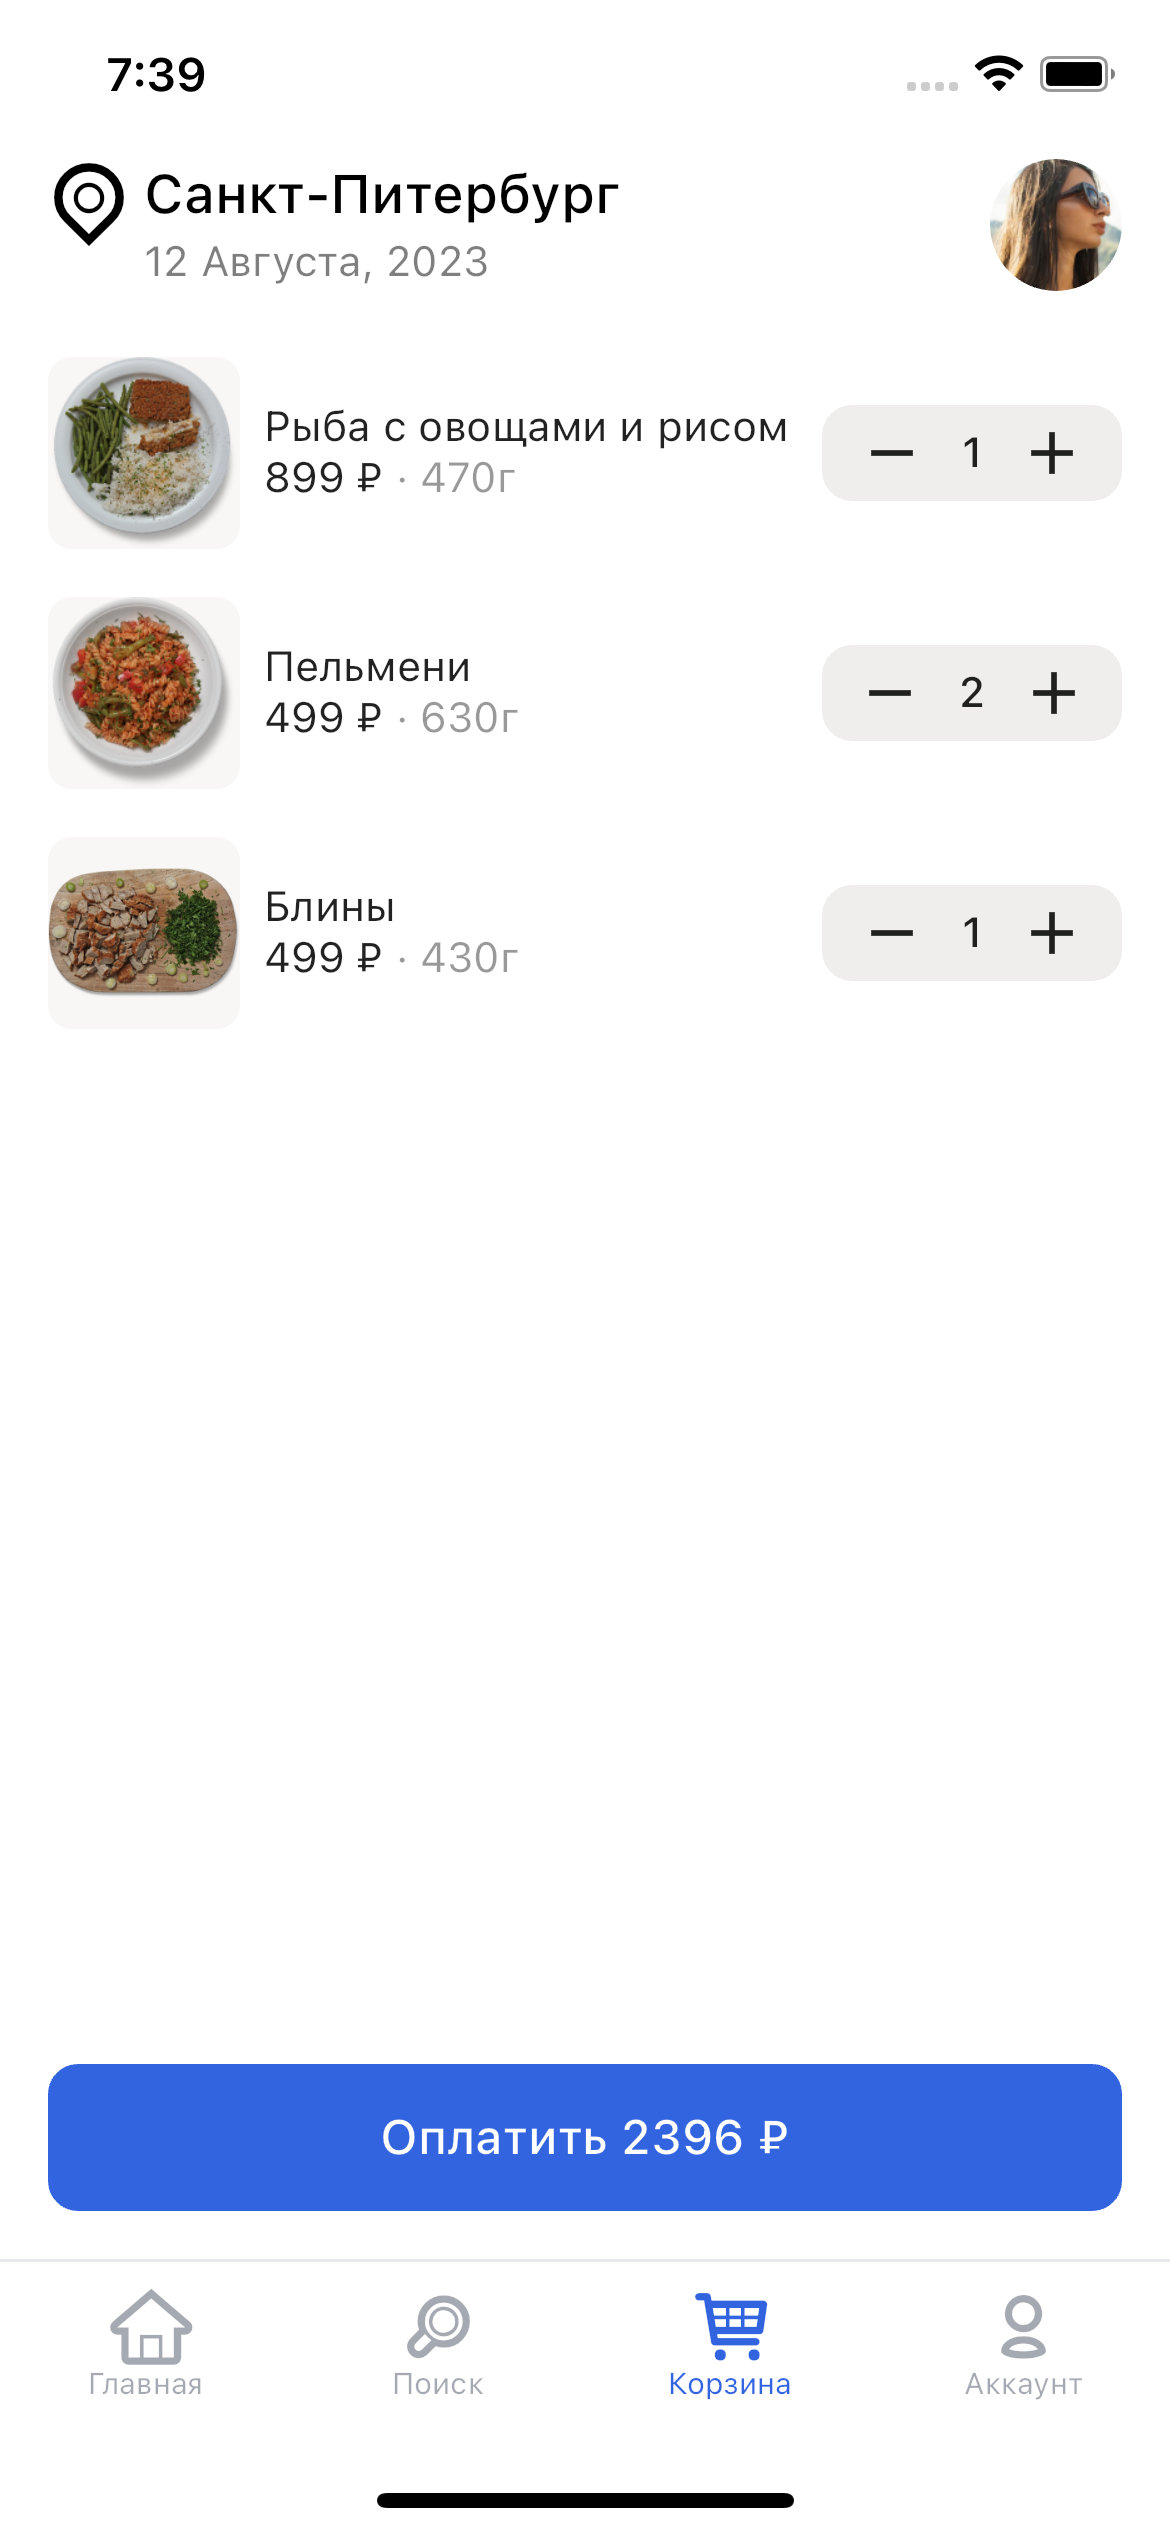 7:39
Санкт-Питербург
12 Августа, 2023
Рыба с овощами и рисом
899 ₽ · 470г
1
Пельмени
499 ₽ · 630г
2
Блины
499 ₽ · 430г
1
Оплатить 2396 ₽
Главная
Поиск
Корзина
Аккаунт